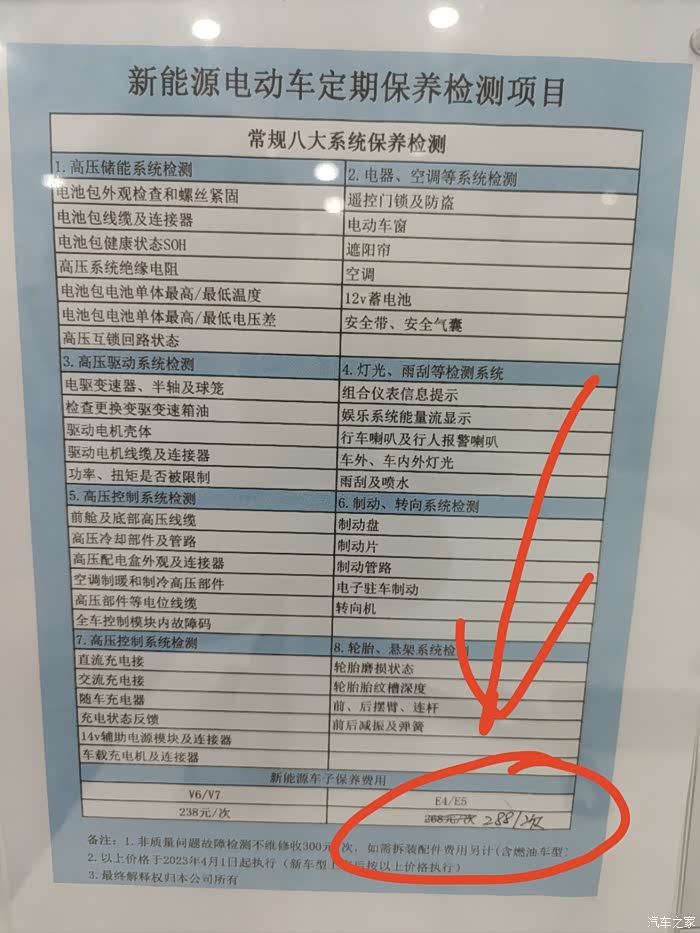 新能源电动车定期保养检测项目
常规八大系统保养检测
1.高压储能系统检测 2.电器、空调等系统检测
电池包外观检查和螺丝紧固 遥控门锁及防盗
电池包线缆及连接器 电动车窗
电池包健康状态SOH 遮阳帘
高压系统绝缘电阻 空调
电池包电池单体最高/最低温度 12v蓄电池
电池包电池单体最高/最低电压差 安全带、安全气囊
高压互锁回路状态
3.高压驱动系统检测 4.灯光、雨刮等检测系统
电驱变速器、半轴及球笼 组合仪表信息提示
检查更换变驱变速箱油 娱乐系统能量流显示
驱动电机壳体 行车喇叭及行人报警喇叭
驱动电机线缆及连接器 车外、车内外灯光
功率、扭矩是否被限制 雨刮及喷水
5.高压控制系统检测 6.制动、转向系统检测
前舱及底部高压线缆 制动盘
高压冷却部件及管路 制动片
高压配电盒外观及连接器 制动管路
空调制暖和制冷高压部件 电子驻车制动
高压部件等电位线缆 转向机
全车控制模块内故障码
7.高压控制系统检测 8.轮胎、悬架系统检测
直流充电接 轮胎磨损状态
交流充电接 轮胎胎纹槽深度
随车充电器 前、后摆臂、连杆
充电状态反馈 前后减振及弹簧
14v辅助电源模块及连接器
车载充电机及连接器
新能源车子保养费用
V6/V7 E4/E5
238元/次 268元/次 288/次
备注:1.非质量问题故障检测不维修收300元 次,如需拆装配件费用另计(含燃油车型)
2.以上价格于2023年4月1日起执行(新车型上 后按以上价格执行)
3.最终解释权归本公司所有
汽车之家